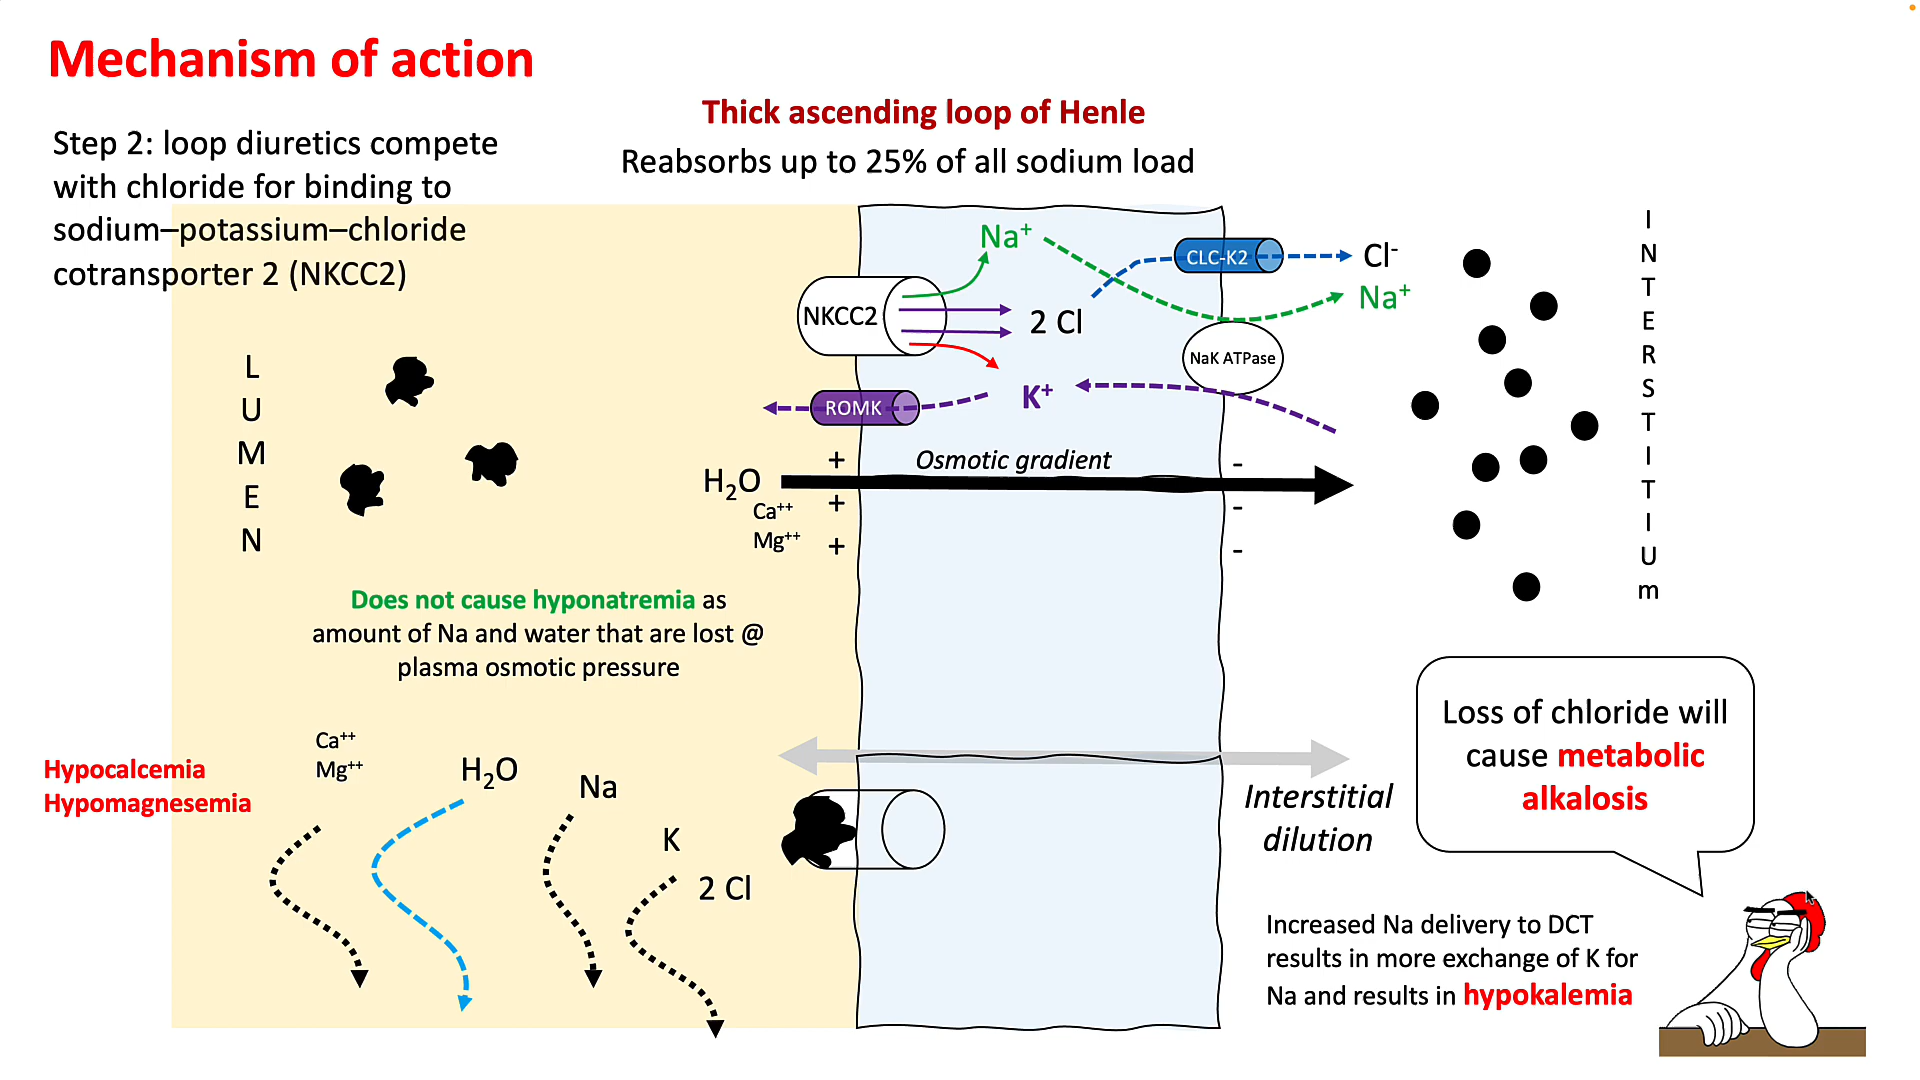 Mechanism of action
Step 2: loop diuretics compete
with chloride for binding to
sodium–potassium–chloride
cotransporter 2 (NKCC2)
Thick ascending loop of Henle
Reabsorbs up to 25% of all sodium load
L
U
M
E
N
NKCC2
Na⁺
2 Cl
K⁺
ROMK
CLC-K2
Cl⁻
Na⁺
NaK ATPase
I
N
T
E
R
S
T
I
T
I
U
m
H₂O
Ca⁺⁺
Mg⁺⁺
+
+
+
Osmotic gradient
-
-
-
Does not cause hyponatremia as
amount of Na and water that are lost @
plasma osmotic pressure
Hypocalcemia
Hypomagnesemia
Ca⁺⁺
Mg⁺⁺
H₂O
Na
K
2 Cl
Interstitial
dilution
Loss of chloride will
cause metabolic
alkalosis
Increased Na delivery to DCT
results in more exchange of K for
Na and results in hypokalemia